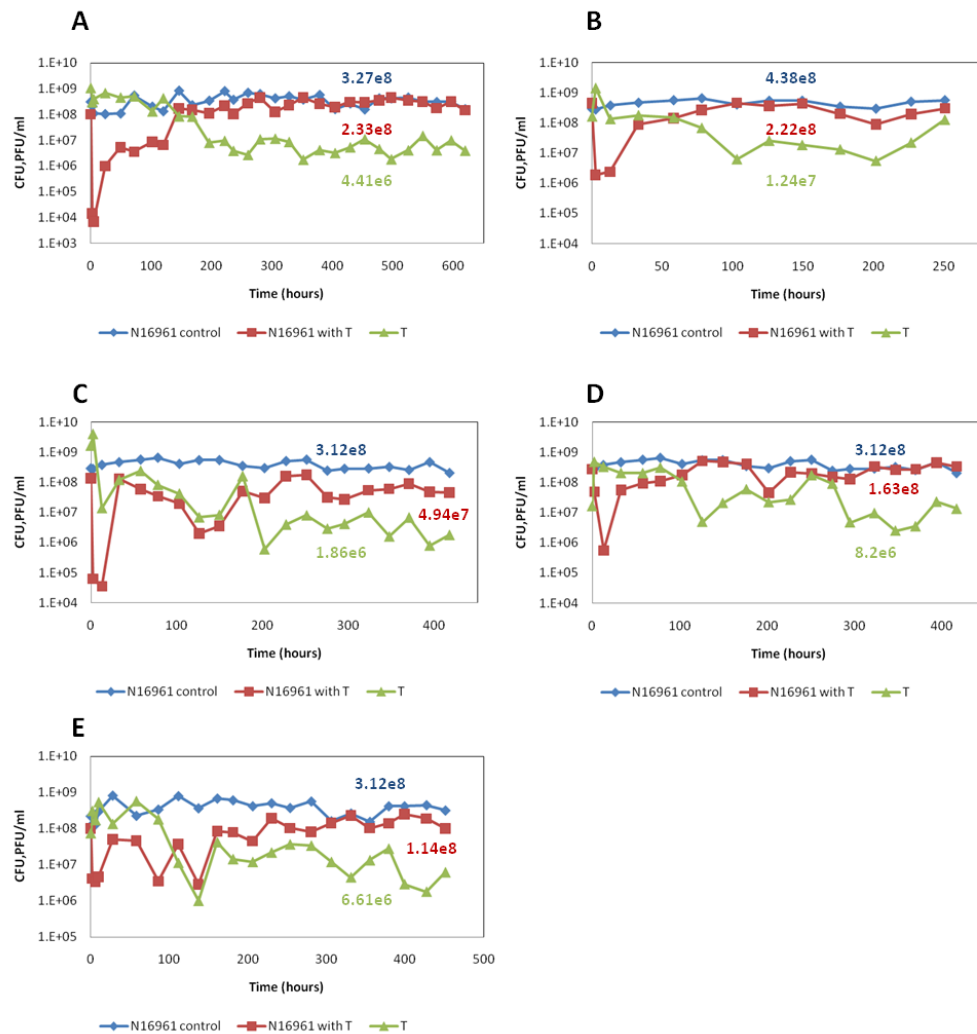 A
1.E+10
1.E+09
1.E+08
1.E+07
1.E+06
1.E+05
1.E+04
1.E+03
CFU,PFU/ml
3.27e8
2.33e8
4.41e6
0 100 200 300 400 500 600
Time (hours)
N16961 control N16961 with T T
B
1.E+10
1.E+09
1.E+08
1.E+07
1.E+06
1.E+05
1.E+04
CFU,PFU/ml
4.38e8
2.22e8
1.24e7
0 50 100 150 200 250
Time (hours)
N16961 control N16961 with T T
C
1.E+10
1.E+09
1.E+08
1.E+07
1.E+06
1.E+05
1.E+04
CFU,PFU/ml
3.12e8
4.94e7
1.86e6
0 100 200 300 400
Time (hours)
N16961 control N16961 with T T
D
1.E+10
1.E+09
1.E+08
1.E+07
1.E+06
1.E+05
1.E+04
CFU,PFU/ml
3.12e8
1.63e8
8.2e6
0 100 200 300 400
Time (hours)
N16961 control N16961 with T T
E
1.E+10
1.E+09
1.E+08
1.E+07
1.E+06
1.E+05
CFU,PFU/ml
3.12e8
1.14e8
6.61e6
0 100 200 300 400 500
Time (hours)
N16961 control N16961 with T T